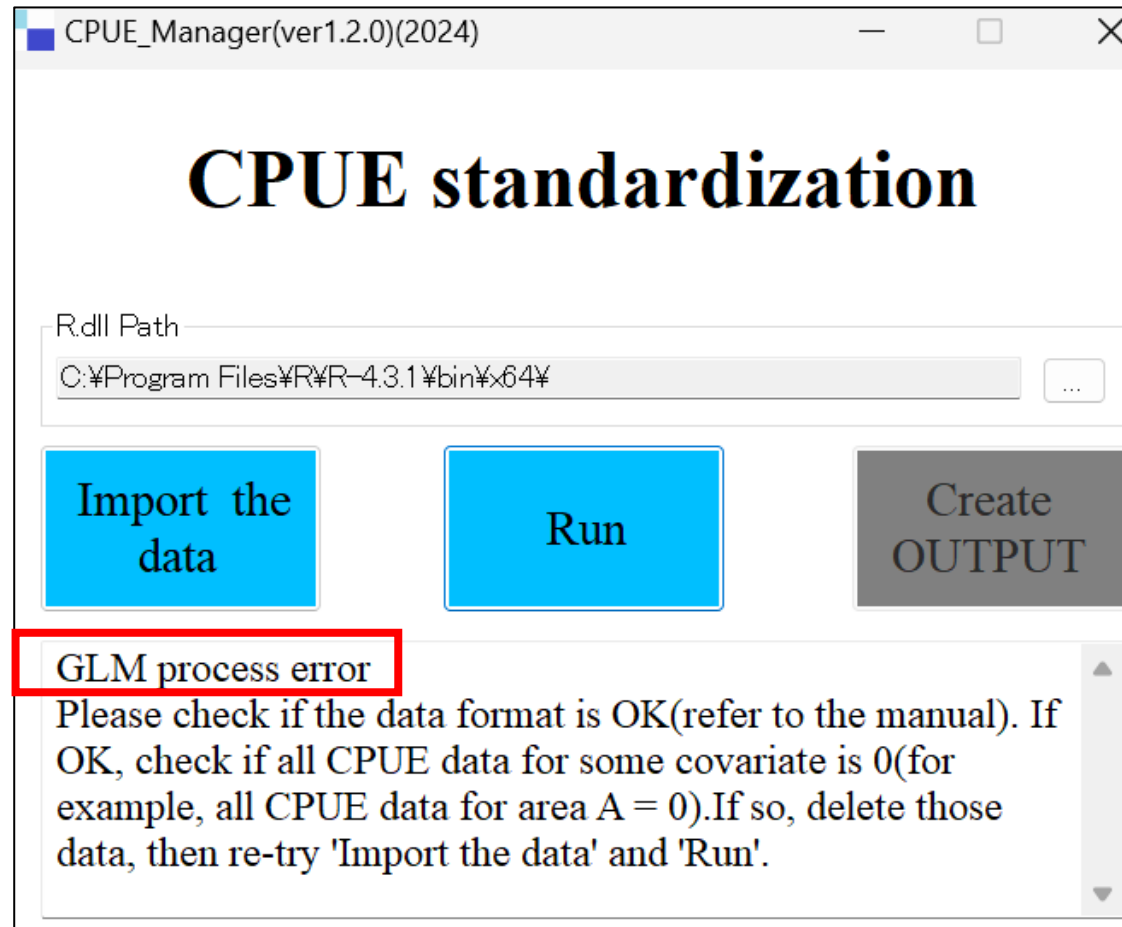 CPUE_Manager(ver1.2.0)(2024)
CPUE standardization
R.dll Path
C:¥Program Files¥R¥R-4.3.1¥bin¥x64¥
...
Import the
data
Run
Create
OUTPUT
GLM process error
Please check if the data format is OK(refer to the manual). If
OK, check if all CPUE data for some covariate is 0(for
example, all CPUE data for area A = 0).If so, delete those
data, then re-try 'Import the data' and 'Run'.